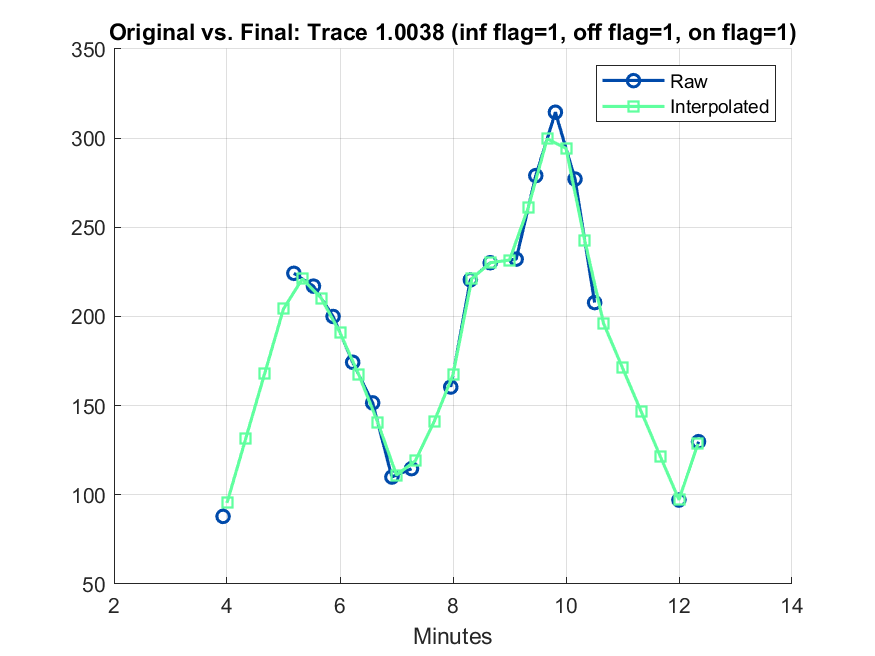 Original vs. Final: Trace 1.0038 (inf flag=1, off flag=1, on flag=1)
350
300
250
200
150
100
50
Raw
Interpolated
2 4 6 8 10 12 14
Minutes